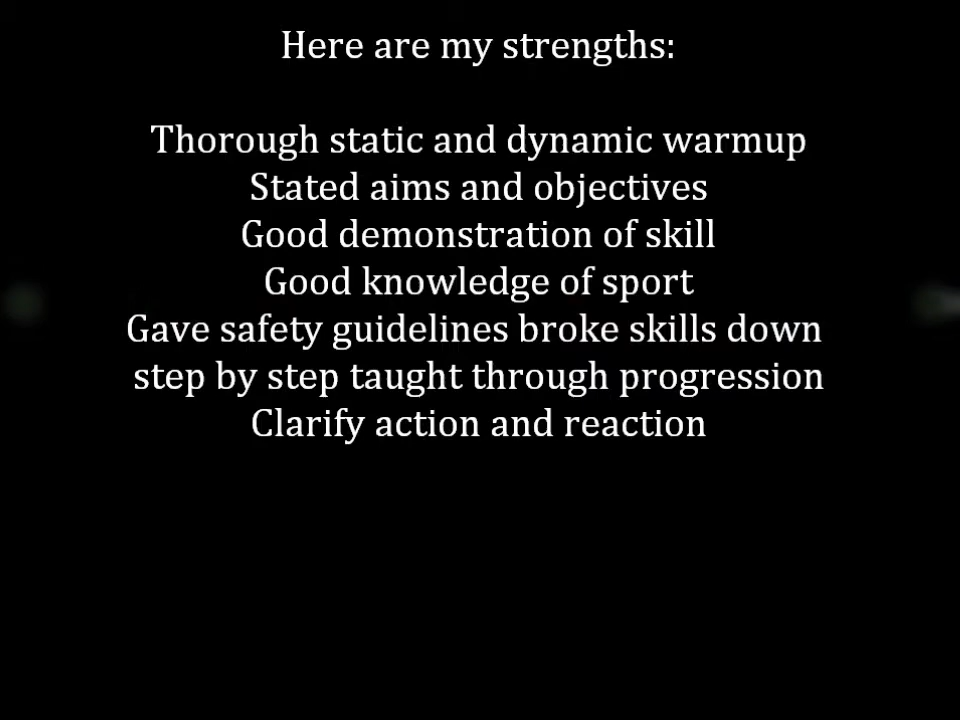 Here are my strengths:
Thorough static and dynamic warmup
Stated aims and objectives
Good demonstration of skill
Good knowledge of sport
Gave safety guidelines broke skills down
step by step taught through progression
Clarify action and reaction